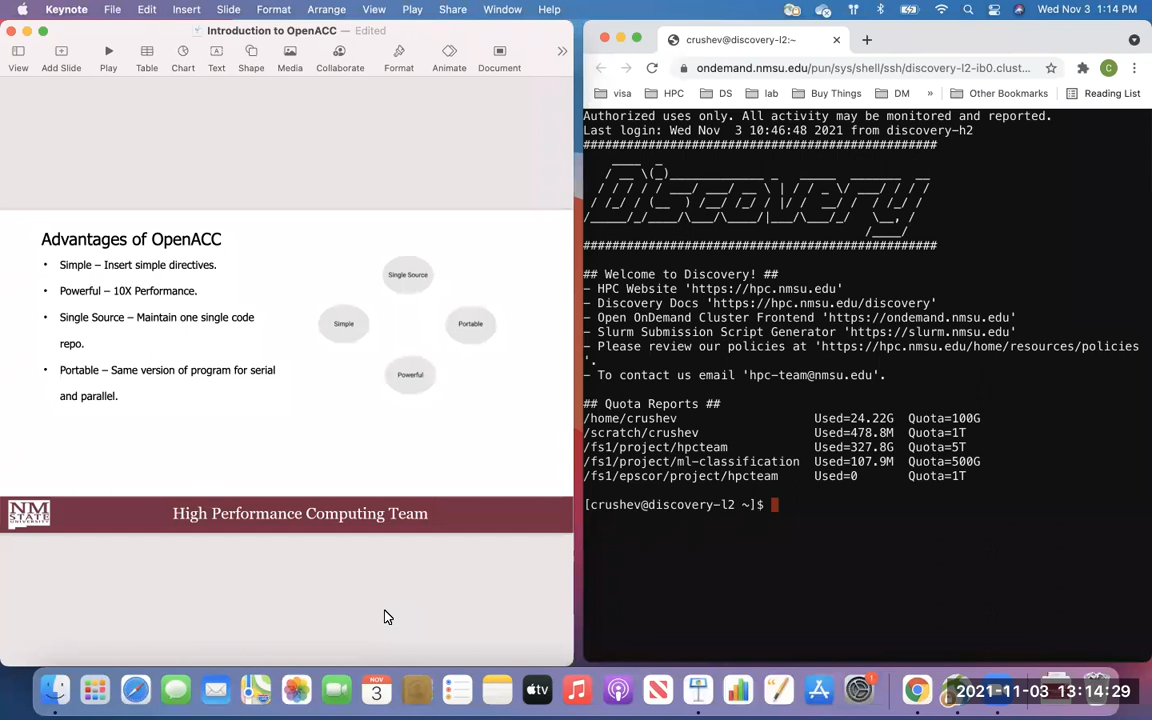 Keynote File Edit Insert Slide Format Arrange View Play Share Window Help Wed Nov 3 1:14 PM
Introduction to OpenACC — Edited
View Add Slide Play Table Chart Text Shape Media Collaborate Format Animate Document
Advantages of OpenACC
• Simple – Insert simple directives.
• Powerful – 10X Performance.
• Single Source – Maintain one single code
repo.
• Portable – Same version of program for serial
and parallel.
Single Source
Simple
Portable
Powerful
NM
STATE
High Performance Computing Team
crushev@discovery-l2:~
ondemand.nmsu.edu/pun/sys/shell/ssh/discovery-l2-ib0.clust...
C
visa HPC DS lab Buy Things DM » Other Bookmarks Reading List
Authorized uses only. All activity may be monitored and reported.
Last login: Wed Nov  3 10:46:48 2021 from discovery-h2
#################################################
Discovery
#################################################
## Welcome to Discovery! ##
- HPC Website 'https://hpc.nmsu.edu'
- Discovery Docs 'https://hpc.nmsu.edu/discovery'
- Open OnDemand Cluster Frontend 'https://ondemand.nmsu.edu'
- Slurm Submission Script Generator 'https://slurm.nmsu.edu'
- Please review our policies at 'https://hpc.nmsu.edu/home/resources/policies
'.
- To contact us email 'hpc-team@nmsu.edu'.
## Quota Reports ##
/home/crushev Used=24.22G Quota=100G
/scratch/crushev Used=478.8M Quota=1T
/fs1/project/hpcteam Used=327.8G Quota=5T
/fs1/project/ml-classification Used=107.9M Quota=500G
/fs1/epscor/project/hpcteam Used=0 Quota=1T
[crushev@discovery-l2 ~]$
NOV
3
tv
1
2021-11-03 13:14:29